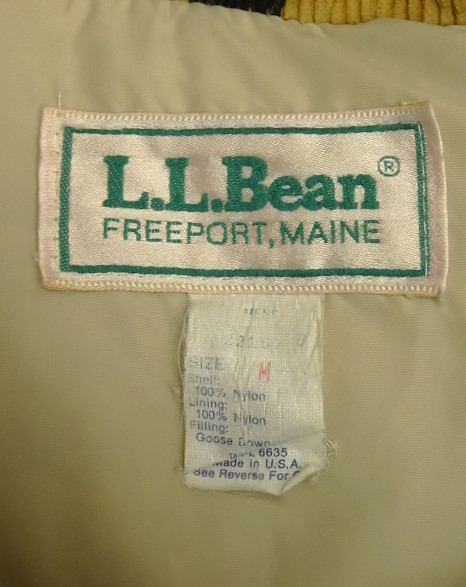 L.L.Bean®
FREEPORT, MAINE
MENS
SIZE M
Shell:
100% Nylon
Lining:
100% Nylon
Filling:
Goose Down
6635
Made in U.S.A.
See Reverse For